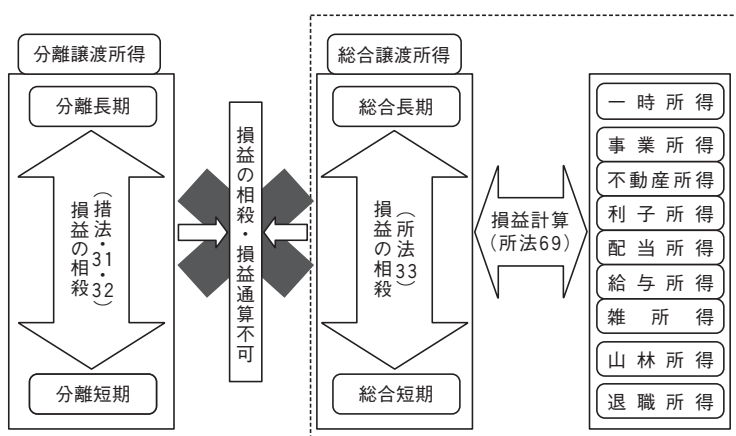 分離譲渡所得
分離長期
損益の相殺
（措法・31・32）
分離短期
損益の相殺・損益通算不可
総合譲渡所得
総合長期
損益の相殺
（所法33）
総合短期
損益計算
（所法69）
一時所得
事業所得
不動産所得
利子所得
配当所得
給与所得
雑所得
山林所得
退職所得